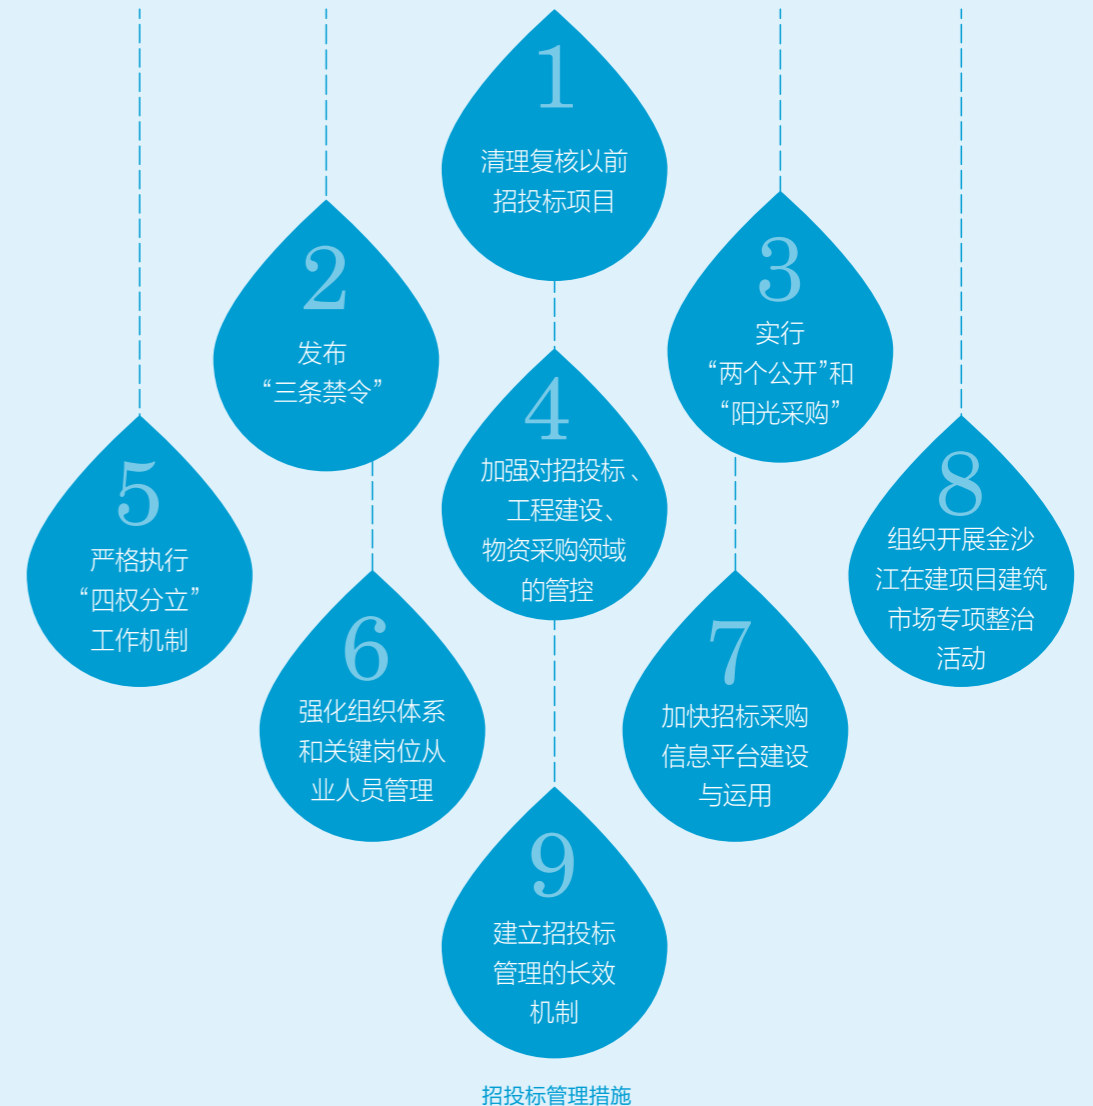 1
清理复核以前
招投标项目
2
发布
“三条禁令”
3
实行
“两个公开”和
“阳光采购”
4
加强对招投标、
工程建设、
物资采购领域
的管控
5
严格执行
“四权分立”
工作机制
6
强化组织体系
和关键岗位从
业人员管理
7
加快招标采购
信息平台建设
与运用
8
组织开展金沙
江在建项目建筑
市场专项整治
活动
9
建立招投标
管理的长效
机制
招投标管理措施